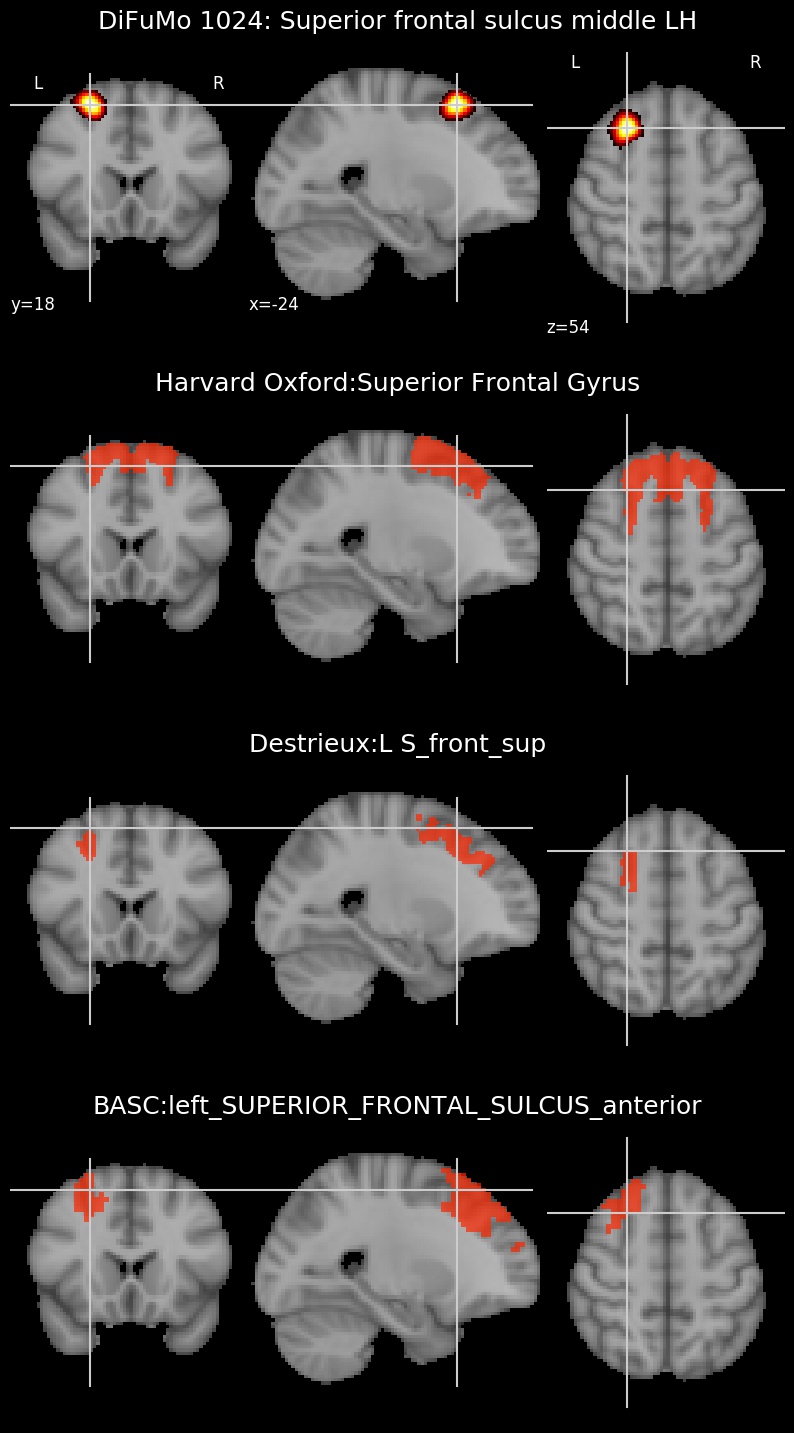 DiFuMo 1024: Superior frontal sulcus middle LH
L R L R
y=18 x=-24 z=54
Harvard Oxford:Superior Frontal Gyrus
Destrieux:L S_front_sup
BASC:left_SUPERIOR_FRONTAL_SULCUS_anterior